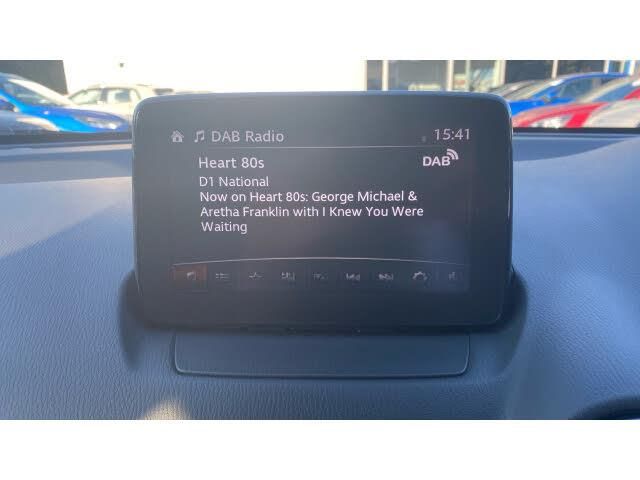 DAB Radio 15:41
Heart 80s DAB
D1 National
Now on Heart 80s: George Michael &
Aretha Franklin with I Knew You Were
Waiting